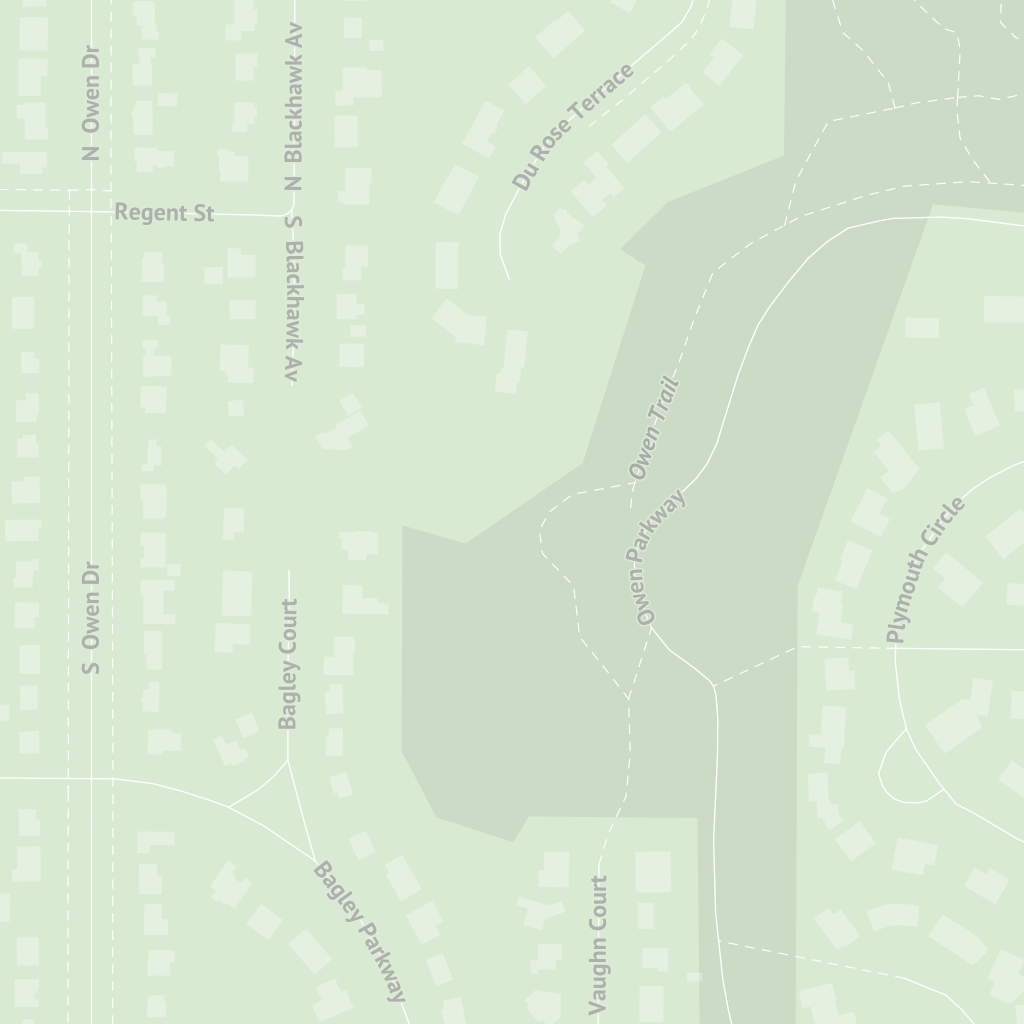 N Owen Dr
N Blackhawk Av
Du Rose Terrace
Regent St
S Blackhawk Av
Owen Trail
Owen Parkway
Plymouth Circle
S Owen Dr
Bagley Court
Bagley Parkway
Vaughn Court